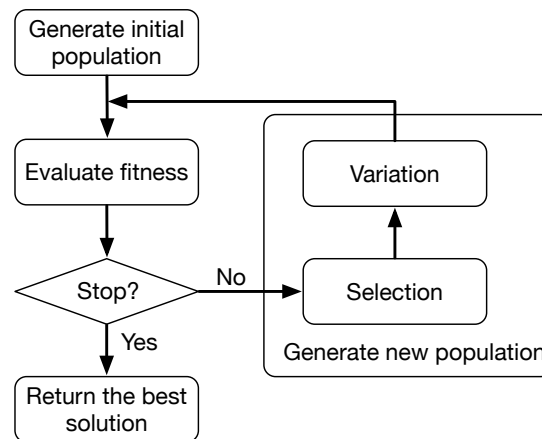 Generate initial
population
Evaluate fitness
Variation
Stop?
No
Selection
Yes
Generate new population
Return the best
solution